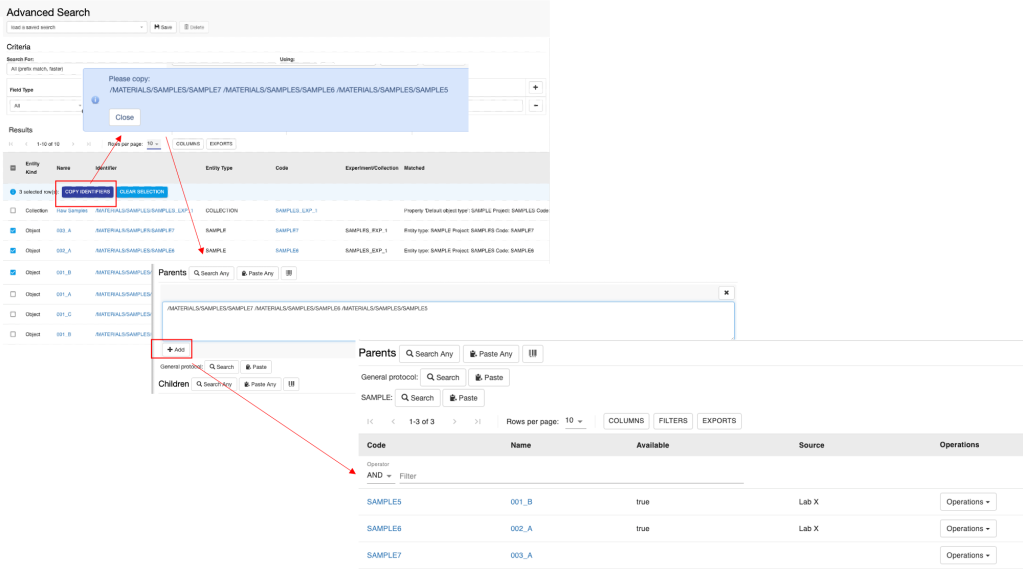 Advanced Search
load a saved search
Save
Delete
Criteria
Search For:
Using:
All (prefix match, faster)
Please copy:
/MATERIALS/SAMPLES/SAMPLE7 /MATERIALS/SAMPLES/SAMPLE6 /MATERIALS/SAMPLES/SAMPLE5
Close
Field Type
+
All
-
Results
1-10 of 10
Rows per page: 10
COLUMNS
EXPORTS
Entity Kind
Name
Identifier
Entity Type
Code
Experiment/Collection
Matched
3 selected row(s)
COPY IDENTIFIERS
CLEAR SELECTION
Collection Raw Samples /MATERIALS/SAMPLES/SAMPLES_EXP_1 COLLECTION SAMPLES_EXP_1 Property 'Default object type': SAMPLE Project: SAMPLES Code:
Object 003_A /MATERIALS/SAMPLES/SAMPLE7 SAMPLE SAMPLE7 SAMPLES_EXP_1 Entity type: SAMPLE Project: SAMPLES Code: SAMPLE7
Object 002_A /MATERIALS/SAMPLES/SAMPLE6 SAMPLE SAMPLE6 SAMPLES_EXP_1 Entity type: SAMPLE Project: SAMPLES Code: SAMPLE6
Object 001_B /MATERIALS/SAMPLES/
Object 001_A /MATERIALS/SAMPLES/
Object 001_C /MATERIALS/SAMPLES/
Object 001_B /MATERIALS/SAMPLES/
Parents Search Any Paste Any
/MATERIALS/SAMPLES/SAMPLE7 /MATERIALS/SAMPLES/SAMPLE6 /MATERIALS/SAMPLES/SAMPLE5
+ Add
General protocol: Search Paste
Children Search Any Paste Any
Parents Search Any Paste Any
General protocol: Search Paste
SAMPLE: Search Paste
1-3 of 3 Rows per page: 10 COLUMNS FILTERS EXPORTS
Code Name Available Source Operations
Operator
AND Filter
SAMPLE5 001_B true Lab X Operations
SAMPLE6 002_A true Lab X Operations
SAMPLE7 003_A Operations